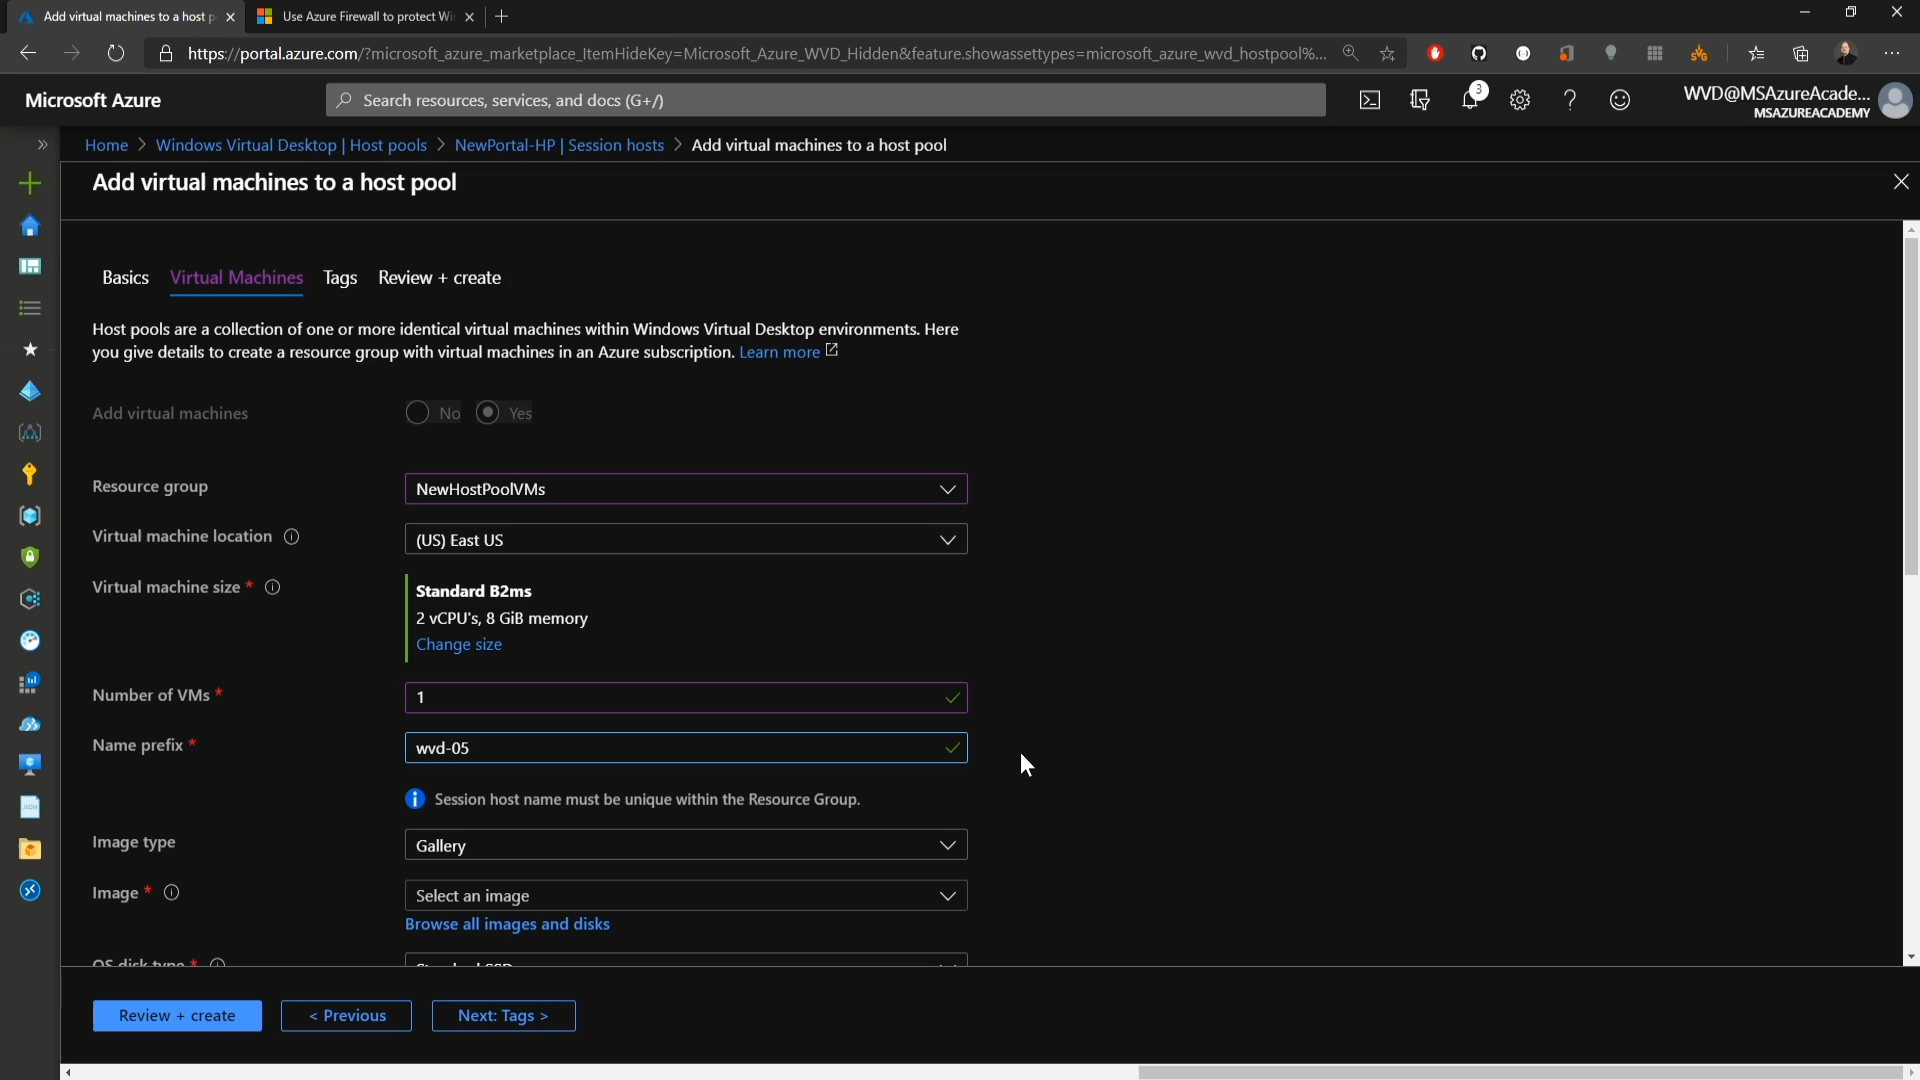 Add virtual machines to a host p
Use Azure Firewall to protect Wi
https://portal.azure.com/?microsoft_azure_marketplace_ItemHideKey=Microsoft_Azure_WVD_Hidden&feature.showassettypes=microsoft_azure_wvd_hostpool%...
Microsoft Azure
Search resources, services, and docs (G+/)
3
WVD@MSAzureAcade...
MSAZUREACADEMY
Home > Windows Virtual Desktop | Host pools > NewPortal-HP | Session hosts > Add virtual machines to a host pool
Add virtual machines to a host pool
Basics Virtual Machines Tags Review + create
Host pools are a collection of one or more identical virtual machines within Windows Virtual Desktop environments. Here
you give details to create a resource group with virtual machines in an Azure subscription. Learn more
Add virtual machines No Yes
Resource group NewHostPoolVMs
Virtual machine location (US) East US
Virtual machine size * Standard B2ms
2 vCPU's, 8 GiB memory
Change size
Number of VMs * 1
Name prefix * wvd-05
Session host name must be unique within the Resource Group.
Image type Gallery
Image * Select an image
Browse all images and disks
OS disk type * Standard SSD
Review + create < Previous Next: Tags >